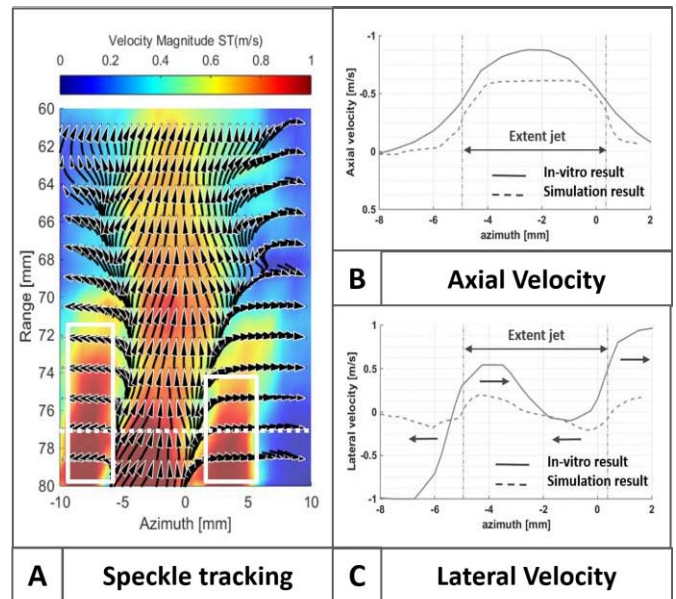 Velocity Magnitude ST(m/s)
0 0.2 0.4 0.6 0.8 1
60
62
64
66
68
70
72
74
76
78
80
Range [mm]
-10 -5 0 5 10
Azimuth [mm]
A Speckle tracking
-1
-0.5
0
0.5
Axial velocity [m/s]
Extent jet
In-vitro result
Simulation result
-8 -6 -4 -2 0 2
azimuth [mm]
B Axial Velocity
1
0.5
0
-0.5
-1
Lateral velocity [m/s]
Extent jet
In-vitro result
Simulation result
-8 -6 -4 -2 0 2
azimuth [mm]
C Lateral Velocity